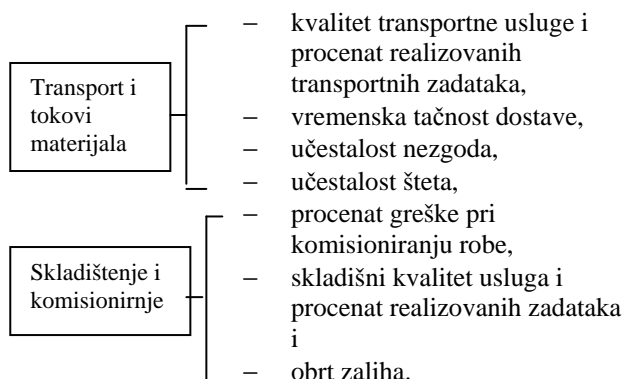 Transport i
tokovi
materijala
– kvalitet transportne usluge i
procenat realizovanih
transportnih zadataka,
– vremenska tačnost dostave,
– učestalost nezgoda,
– učestalost šteta,
Skladištenje i
komisionirnje
– procenat greške pri
komisioniranju robe,
– skladišni kvalitet usluga i
procenat realizovanih zadataka
i
– obrt zaliha.